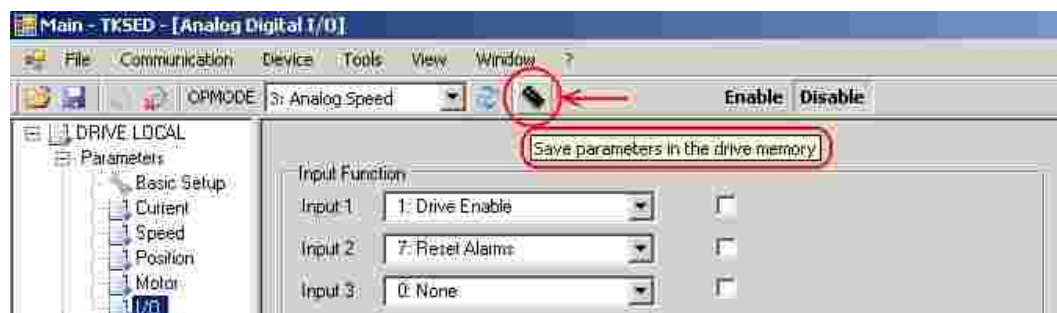 Main - TKSED - [Analog Digital I/O]
File Communication Device Tools View Window ?
OPMODE 3: Analog Speed Enable Disable
DRIVE LOCAL
Save parameters in the drive memory
Parameters
Input Function
Basic Setup
Input 1 1: Drive Enable
Current
Speed
Input 2 7: Reset Alarms
Position
Motor
Input 3 0: None
I/O